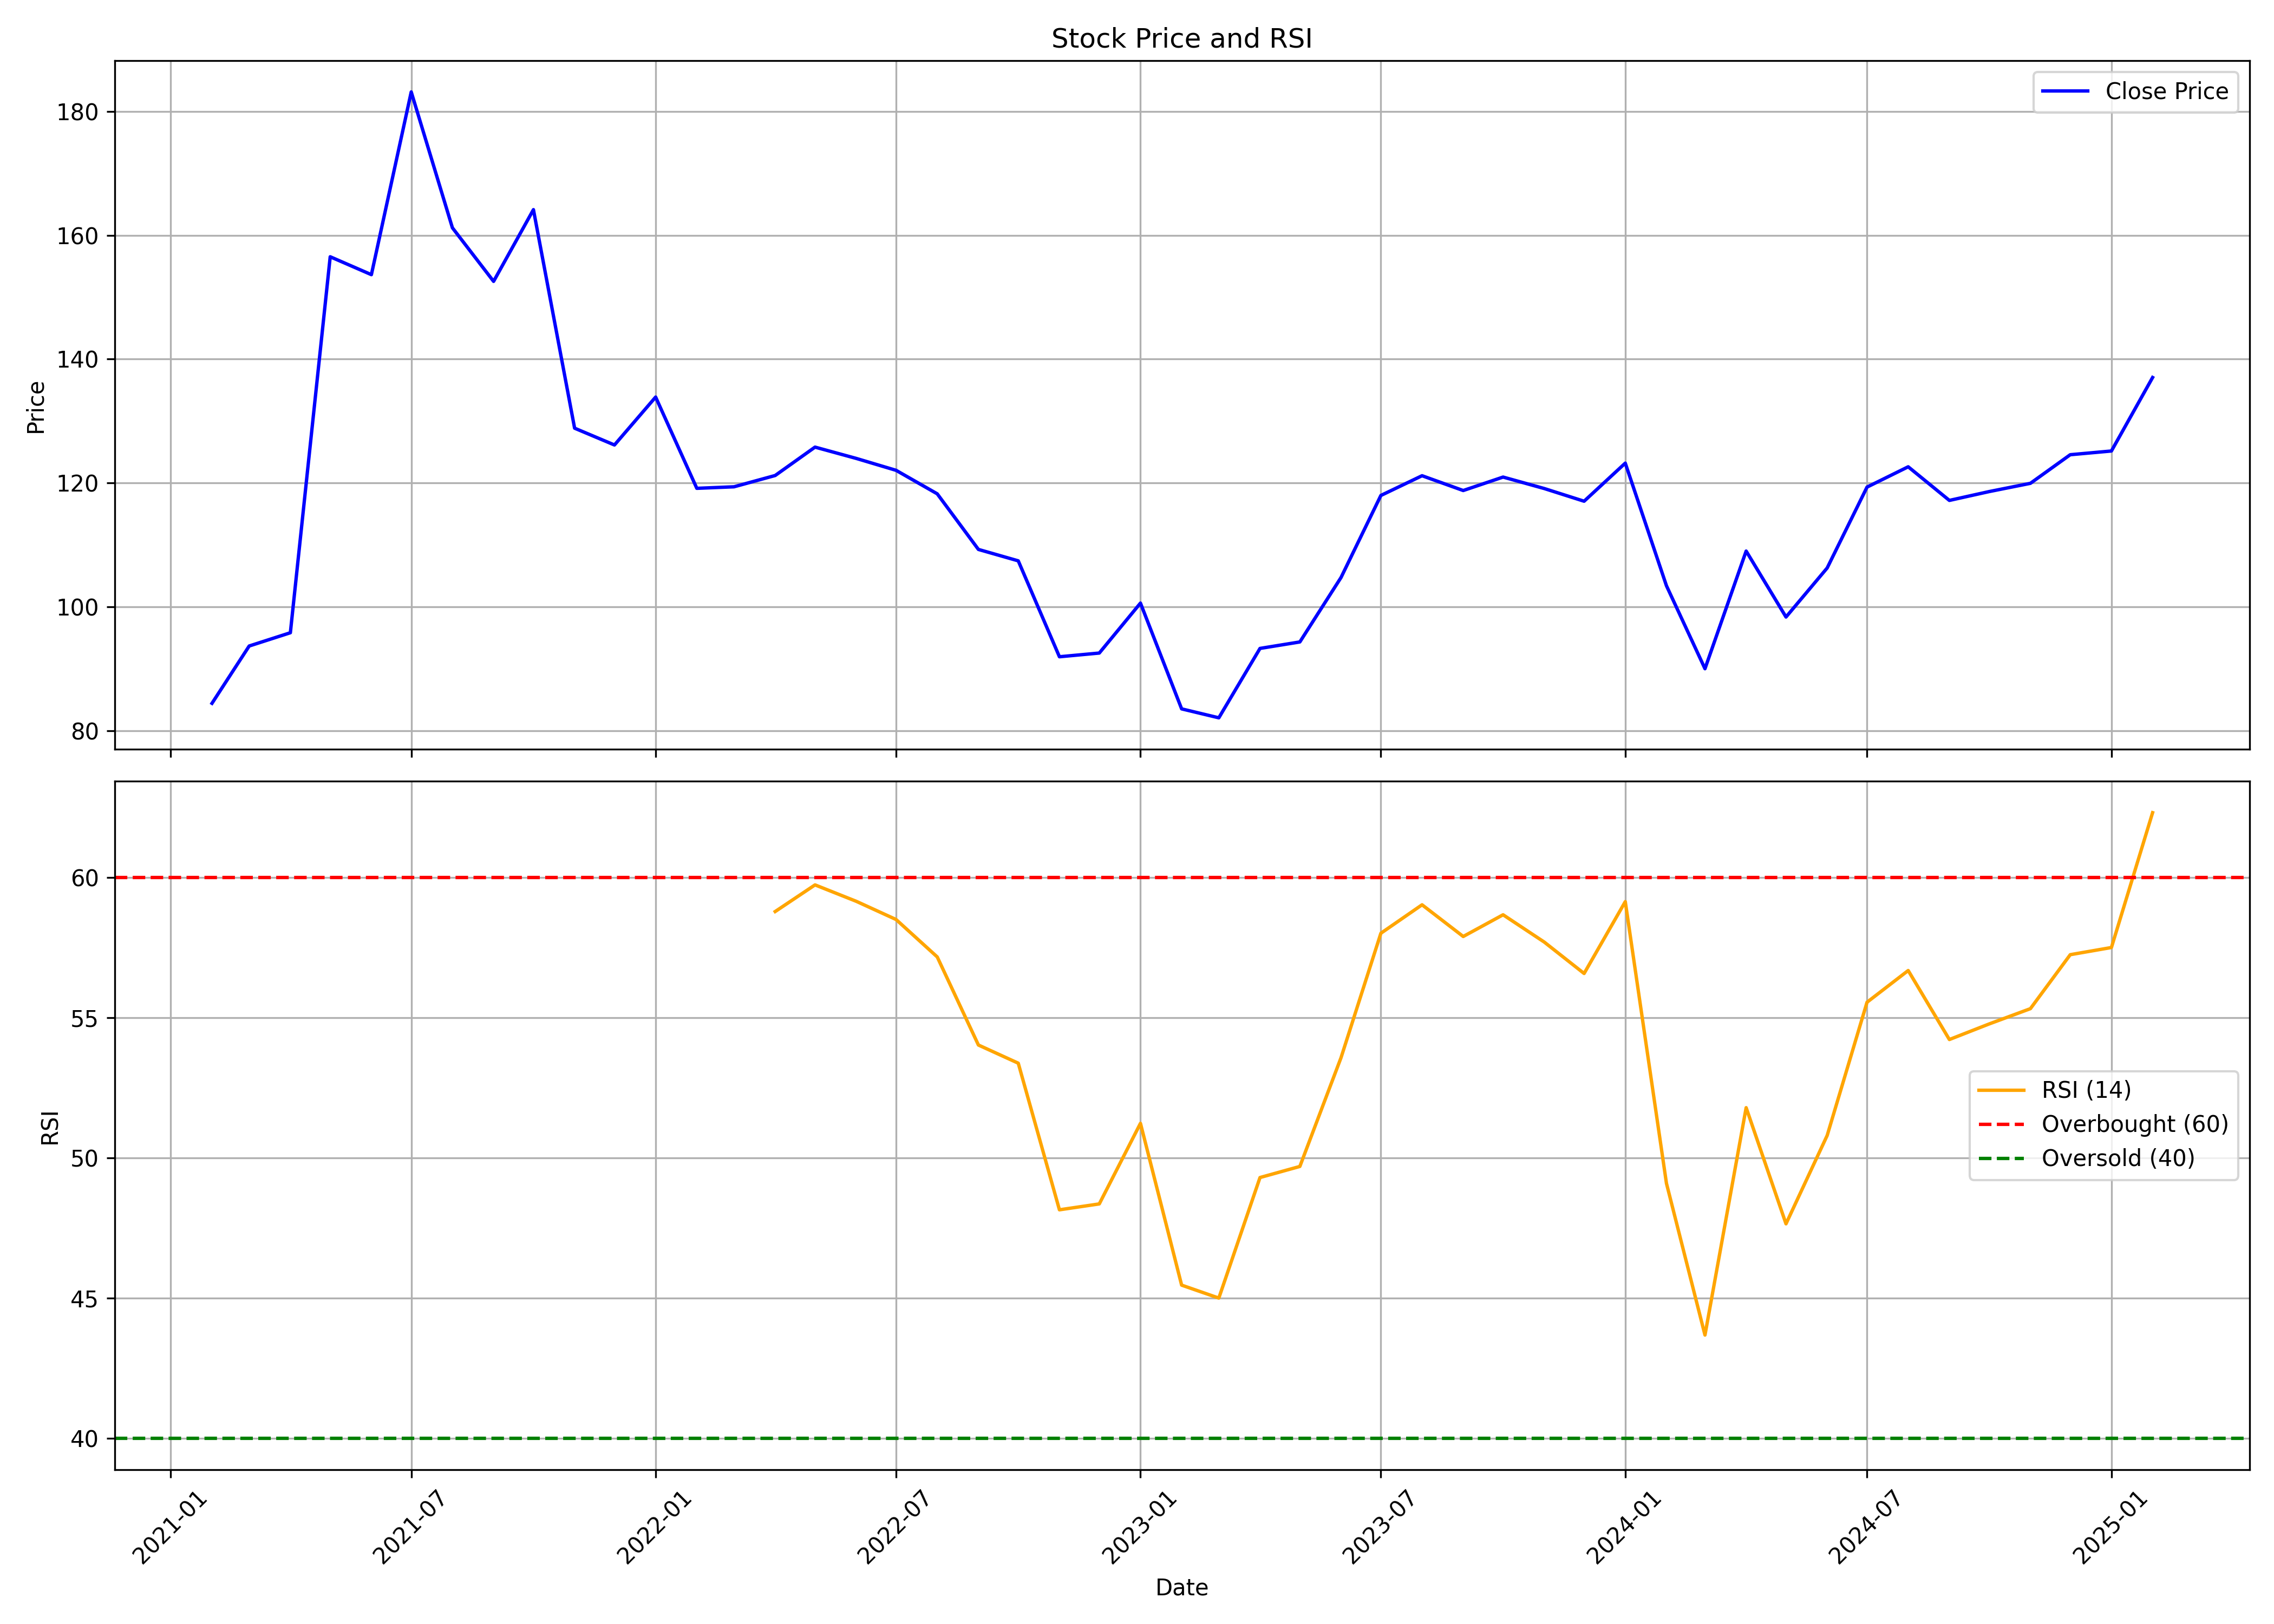 Stock Price and RSI
Close Price
180
160
140
120
100
80
Price
60
55
50
45
40
RSI
RSI (14)
Overbought (60)
Oversold (40)
2021-01
2021-07
2022-01
2022-07
2023-01
2023-07
2024-01
2024-07
2025-01
Date